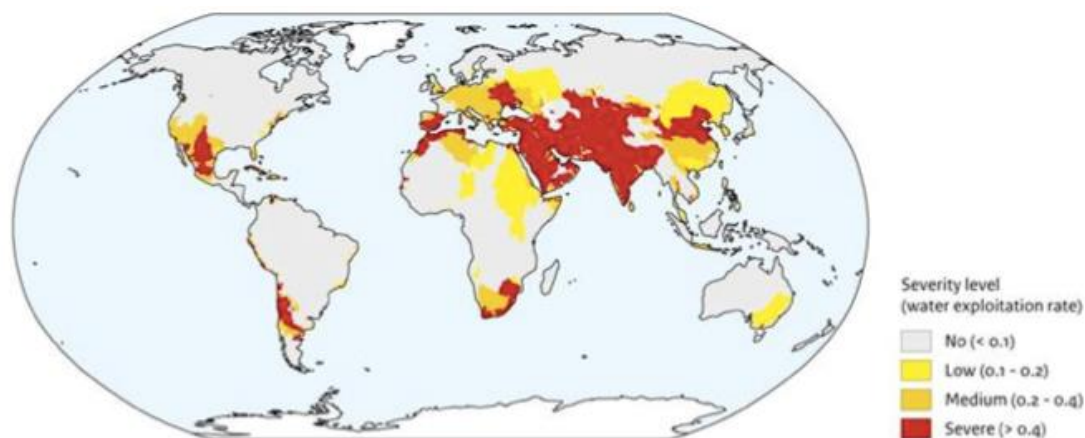 Severity level
(water exploitation rate)
No (< 0.1)
Low (0.1 - 0.2)
Medium (0.2 - 0.4)
Severe (> 0.4)